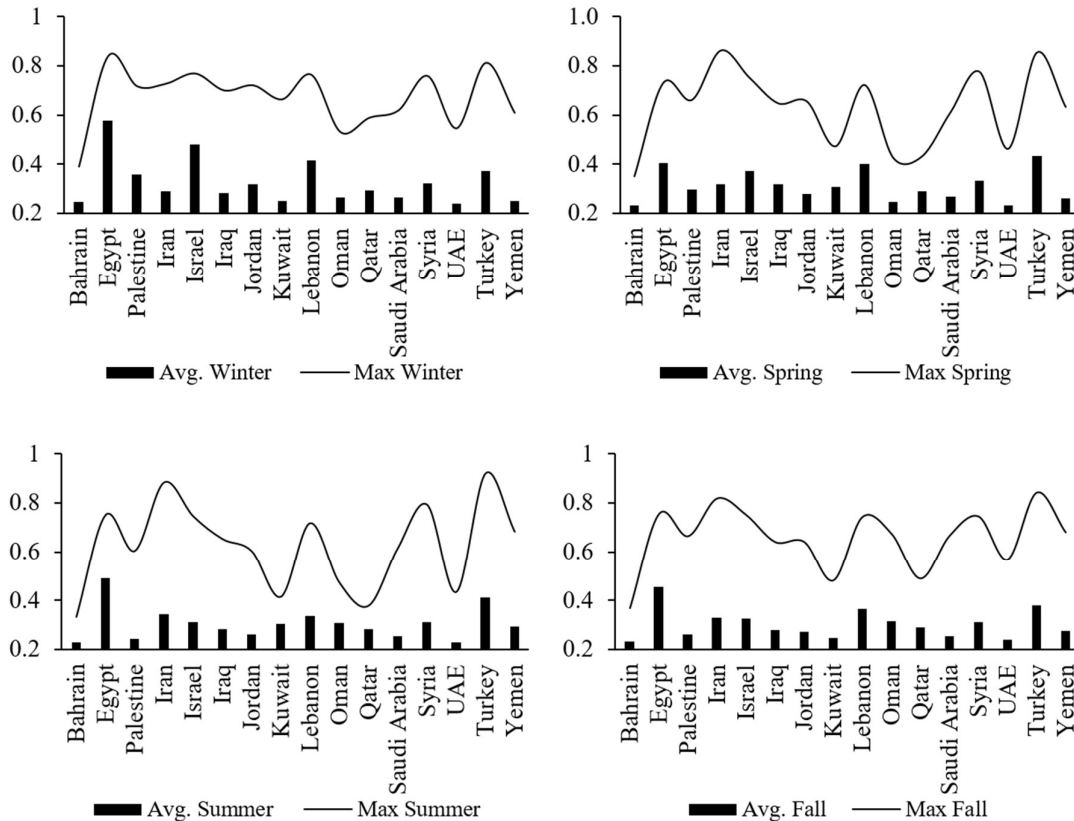 1
0.8
0.6
0.4
0.2
Bahrain
Egypt
Palestine
Iran
Israel
Iraq
Jordan
Kuwait
Lebanon
Oman
Qatar
Saudi Arabia
Syria
UAE
Turkey
Yemen
Avg. Winter Max Winter
1.0
0.8
0.6
0.4
0.2
Bahrain
Egypt
Palestine
Iran
Israel
Iraq
Jordan
Kuwait
Lebanon
Oman
Qatar
Saudi Arabia
Syria
UAE
Turkey
Yemen
Avg. Spring Max Spring
1
0.8
0.6
0.4
0.2
Bahrain
Egypt
Palestine
Iran
Israel
Iraq
Jordan
Kuwait
Lebanon
Oman
Qatar
Saudi Arabia
Syria
UAE
Turkey
Yemen
Avg. Summer Max Summer
1
0.8
0.6
0.4
0.2
Bahrain
Egypt
Palestine
Iran
Israel
Iraq
Jordan
Kuwait
Lebanon
Oman
Qatar
Saudi Arabia
Syria
UAE
Turkey
Yemen
Avg. Fall Max Fall